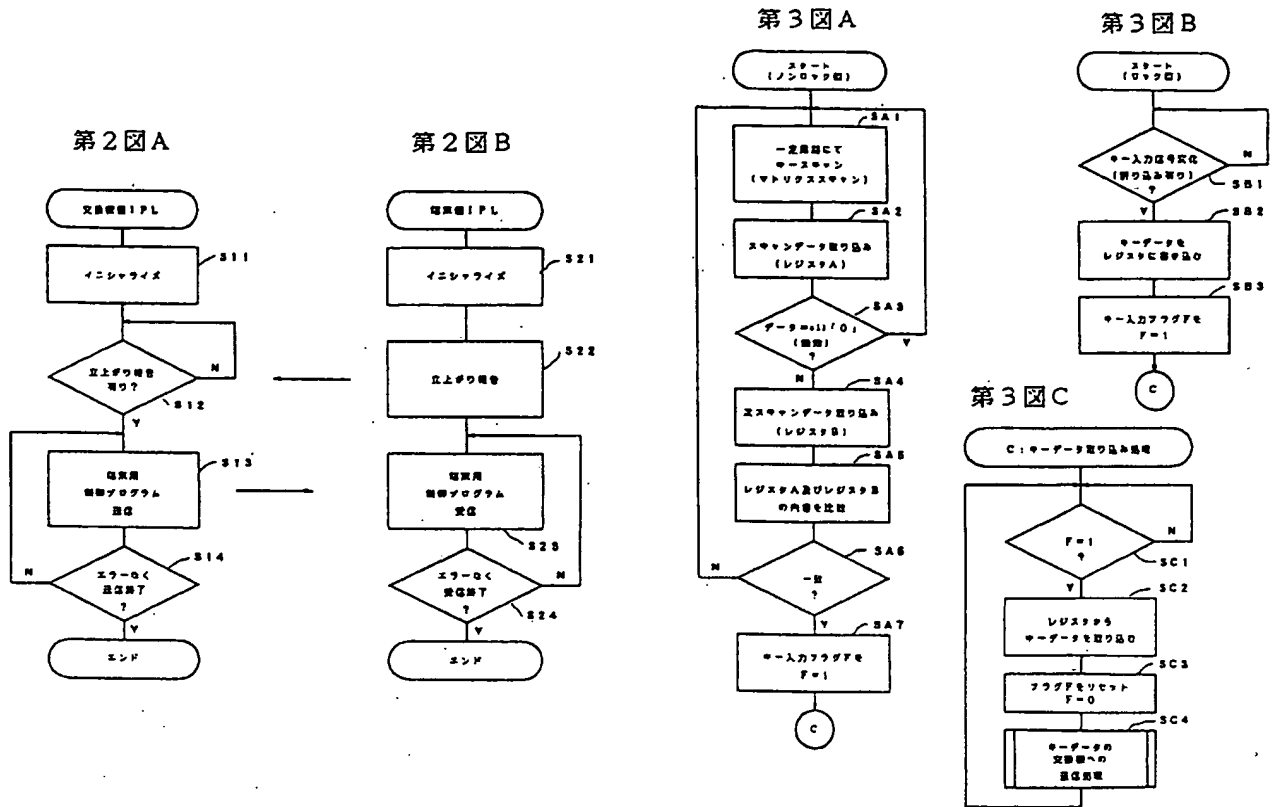 第2図A
交換機側IPL
S11
イニシャライズ
立上がり報告
有り?
N
S12
Y
S13
端末用
制御プログラム
送信
S14
エラーなく
送信終了
?
N
Y
エンド
第2図B
端末側IPL
S21
イニシャライズ
S22
立上がり報告
端末用
制御プログラム
受信
S23
エラーなく
受信終了
?
N
S24
Y
エンド
第3図A
スタート
(ノンロック型)
SA1
一定周期にて
キースキャン
(マトリクススキャン)
SA2
スキャンデータ取り込み
(レジスタA)
SA3
データ=all「0」
?
Y
N
SA4
次スキャンデータ取り込み
(レジスタB)
SA5
レジスタA及びレジスタB
の内容を比較
SA6
一致
?
N
Y
SA7
キー入力フラグFを
F=1
C
第3図B
スタート
(ロック型)
キー入力信号変化
(割り込み有り)
?
N
SB1
Y
SB2
キーデータを
レジスタに書き込む
SB3
キー入力フラグFを
F=1
C
第3図C
C:キーデータ取り込み処理
F=1
?
N
SC1
Y
SC2
レジスタから
キーデータを取り込む
SC3
フラグFをリセット
F=0
SC4
キーデータの
交換機への
送信処理